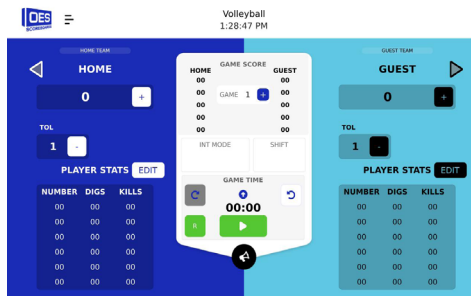 OES
SCOREBOARDS
Volleyball
1:28:47 PM
HOME TEAM
HOME
0
+
TOL
1 -
PLAYER STATS EDIT
NUMBER DIGS KILLS
00 00 00
00 00 00
00 00 00
00 00 00
00 00 00
00 00 00
GAME SCORE
HOME GUEST
00 00
00 GAME 1 + 00
00 00
00 00
00 00
INT MODE SHIFT
GAME TIME
00:00
R
GUEST TEAM
GUEST
0
+
TOL
1 -
PLAYER STATS EDIT
NUMBER DIGS KILLS
00 00 00
00 00 00
00 00 00
00 00 00
00 00 00
00 00 00